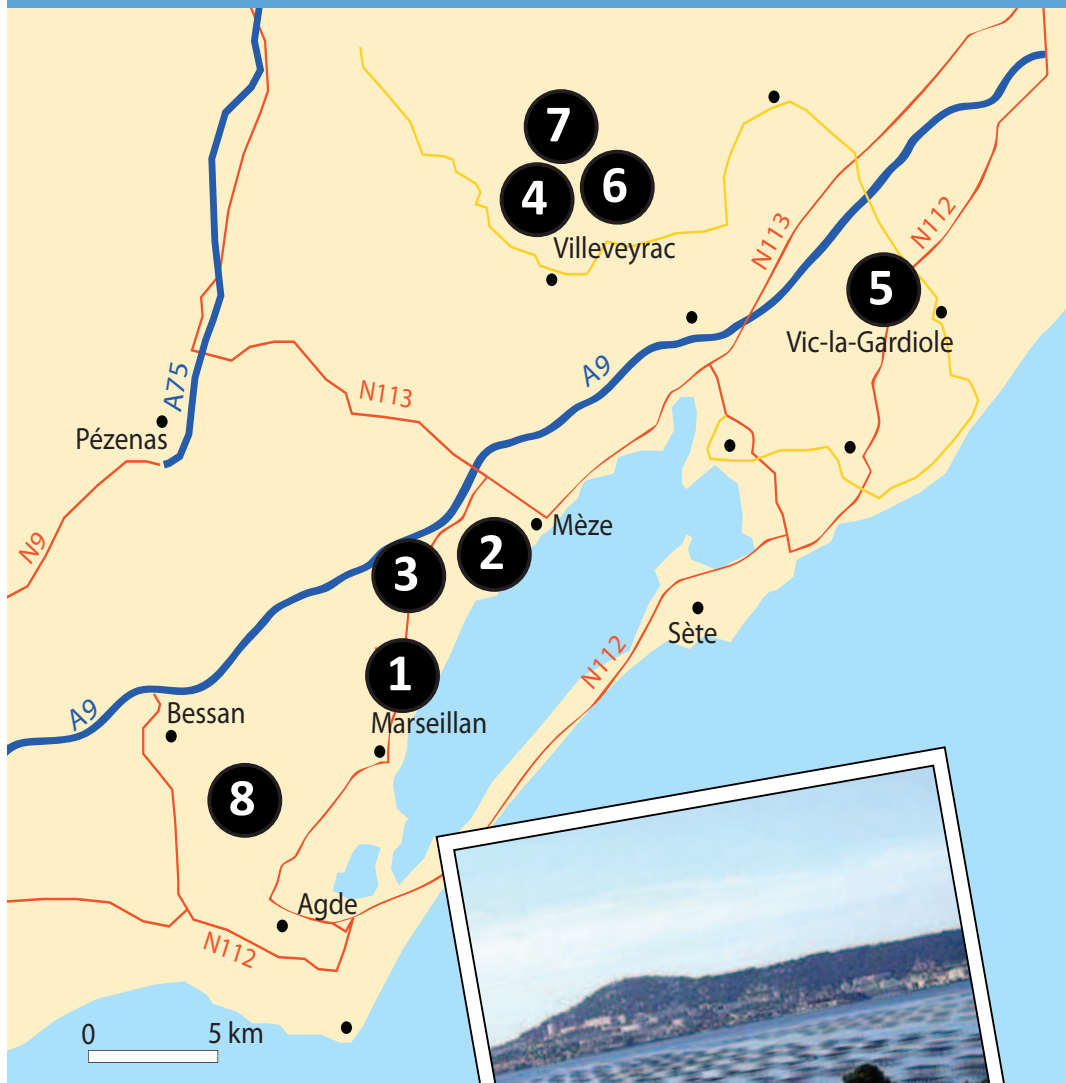 7
4
6
Villeveyrac
N113
N112
5
Vic-la-Gardiole
A75
A9
N113
Pézenas
N9
Mèze
2
3
Sète
1
N112
A9
Bessan
Marseillan
8
Agde
N112
0 5 km